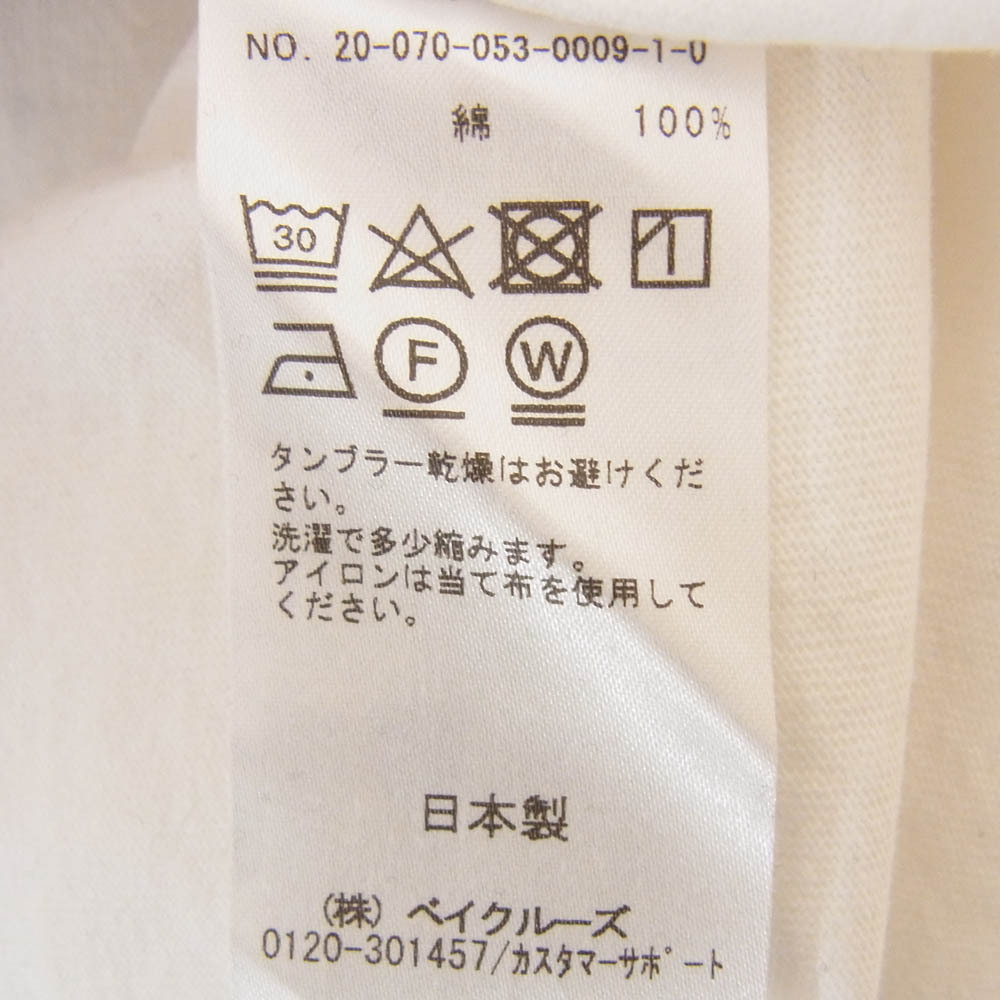 NO. 20-070-053-0009-1-0
綿 100%
30
F W
タンブラー乾燥はお避けくだ
さい。
洗濯で多少縮みます。
アイロンは当て布を使用して
ください。
日本製
(株) ベイクルーズ
0120-301457/カスタマーサポート